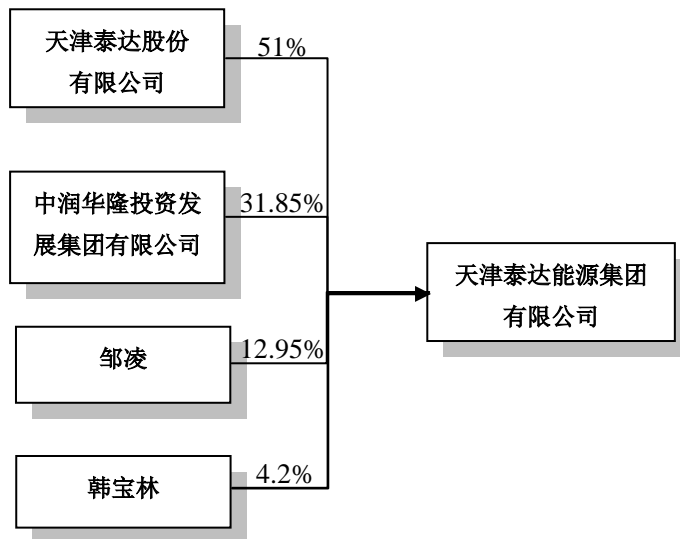 天津泰达股份
有限公司
51%
中润华隆投资发
展集团有限公司
31.85%
天津泰达能源集团
有限公司
邹凌
12.95%
韩宝林
4.2%